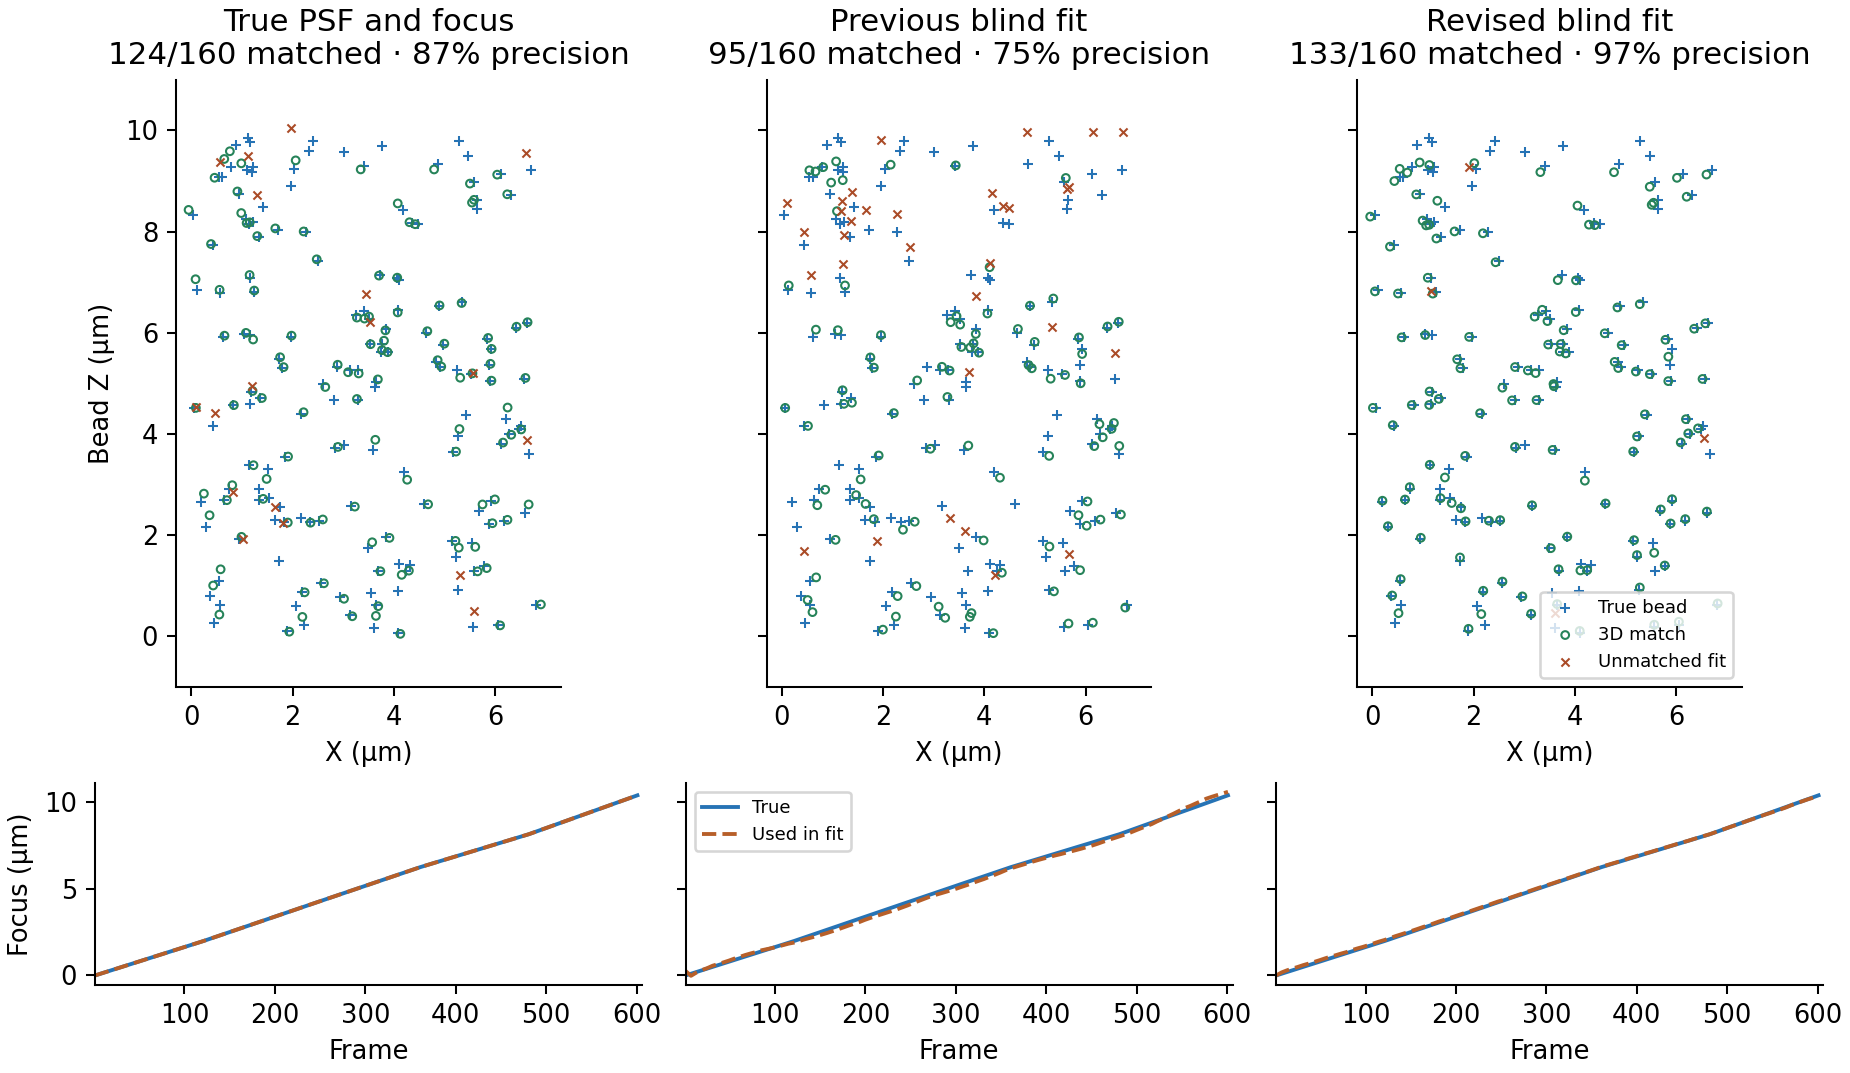 True PSF and focus
124/160 matched · 87% precision
Previous blind fit
95/160 matched · 75% precision
Revised blind fit
133/160 matched · 97% precision
Bead Z (μm)
10
8
6
4
2
0
0 2 4 6
X (μm)
0 2 4 6
X (μm)
0 2 4 6
X (μm)
True bead
3D match
Unmatched fit
Focus (μm)
10
5
0
100 200 300 400 500 600
Frame
True
Used in fit
100 200 300 400 500 600
Frame
100 200 300 400 500 600
Frame